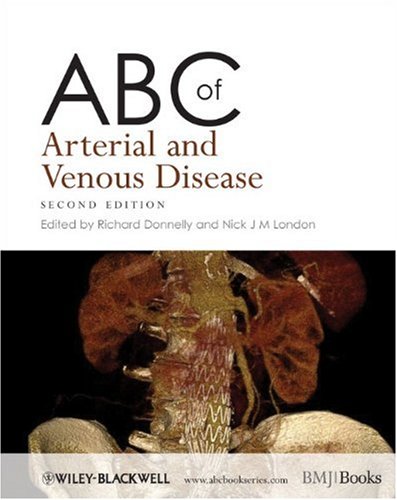 ABC of
Arterial and
Venous Disease
SECOND EDITION
Edited by Richard Donnelly and Nick J M London
WILEY-BLACKWELL
www.abcbookseries.com
BMJ|Books